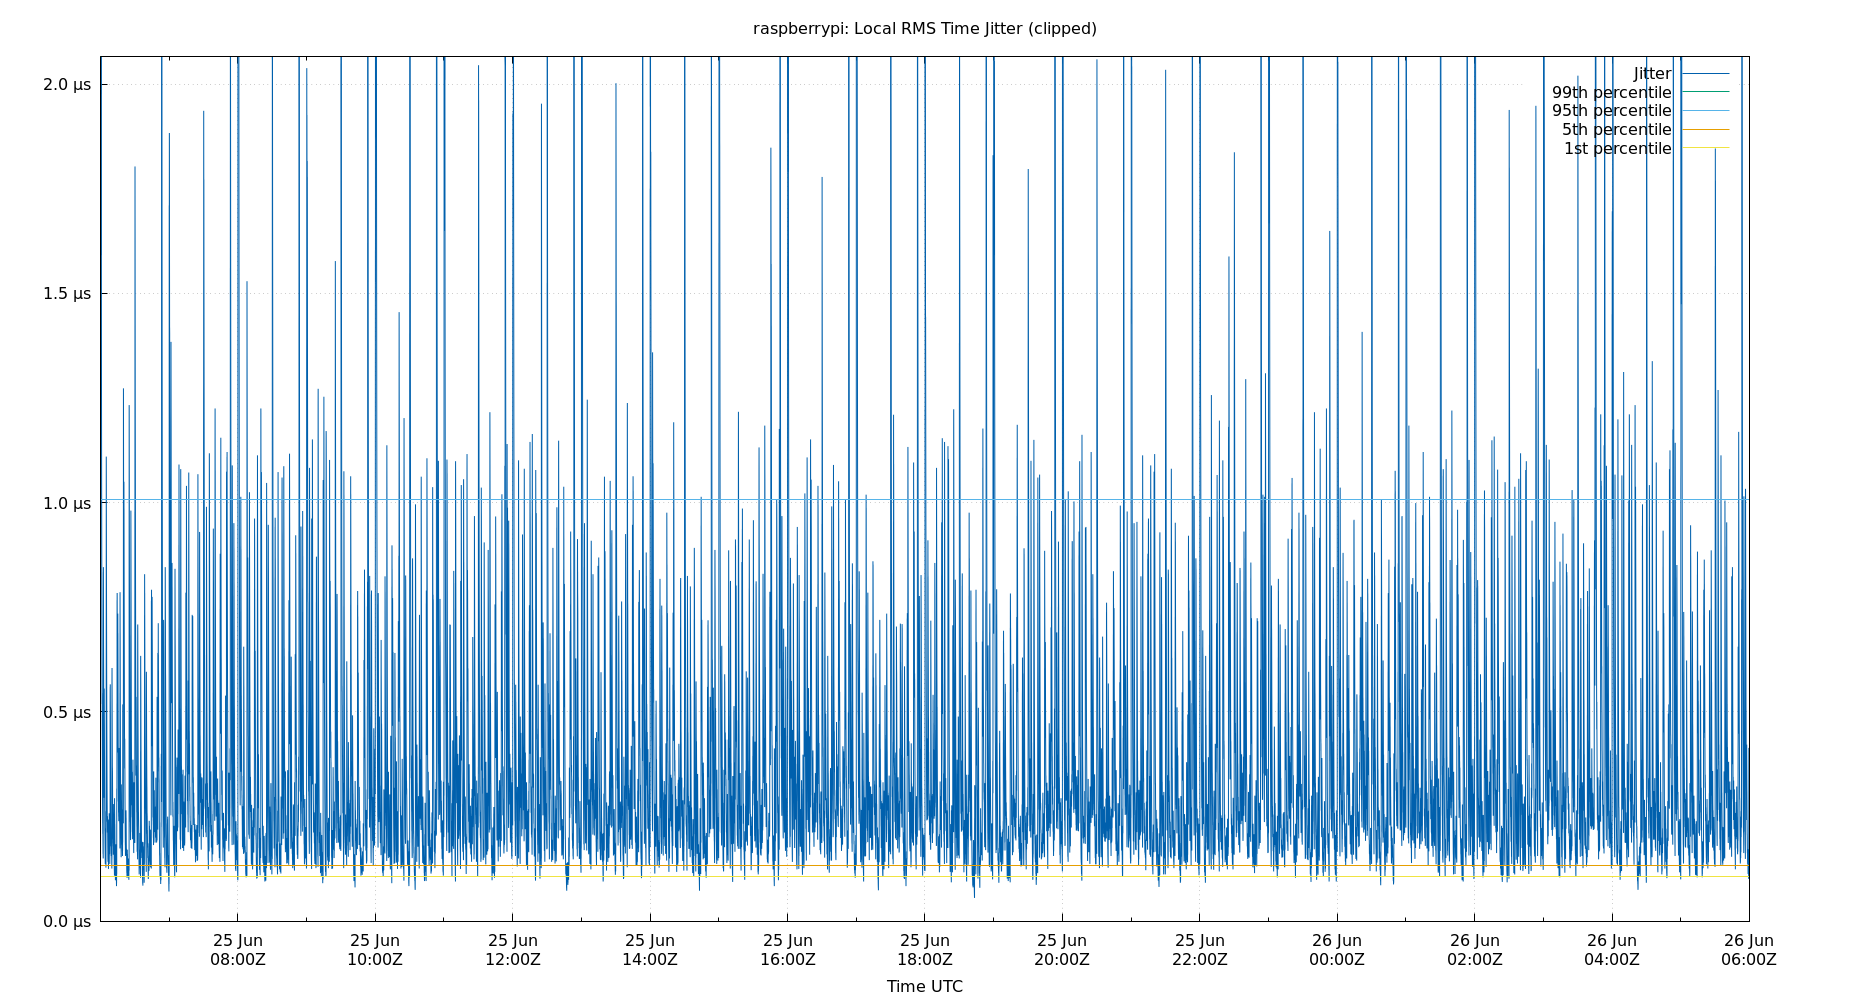 raspberrypi: Local RMS Time Jitter (clipped)
2.0 µs
1.5 µs
1.0 µs
0.5 µs
0.0 µs
Jitter
99th percentile
95th percentile
5th percentile
1st percentile
25 Jun 25 Jun 25 Jun 25 Jun 25 Jun 25 Jun 25 Jun 25 Jun 26 Jun 26 Jun 26 Jun 26 Jun
08:00Z 10:00Z 12:00Z 14:00Z 16:00Z 18:00Z 20:00Z 22:00Z 00:00Z 02:00Z 04:00Z 06:00Z
Time UTC